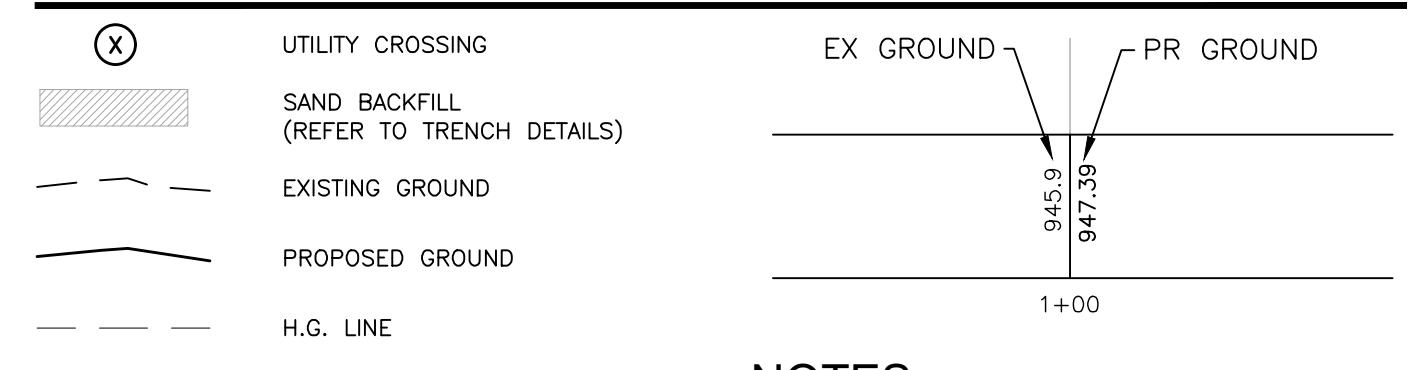 X
UTILITY CROSSING
SAND BACKFILL
(REFER TO TRENCH DETAILS)
EXISTING GROUND
PROPOSED GROUND
H.G. LINE
EX GROUND
PR GROUND
945.9
947.39
1+00
NOTES